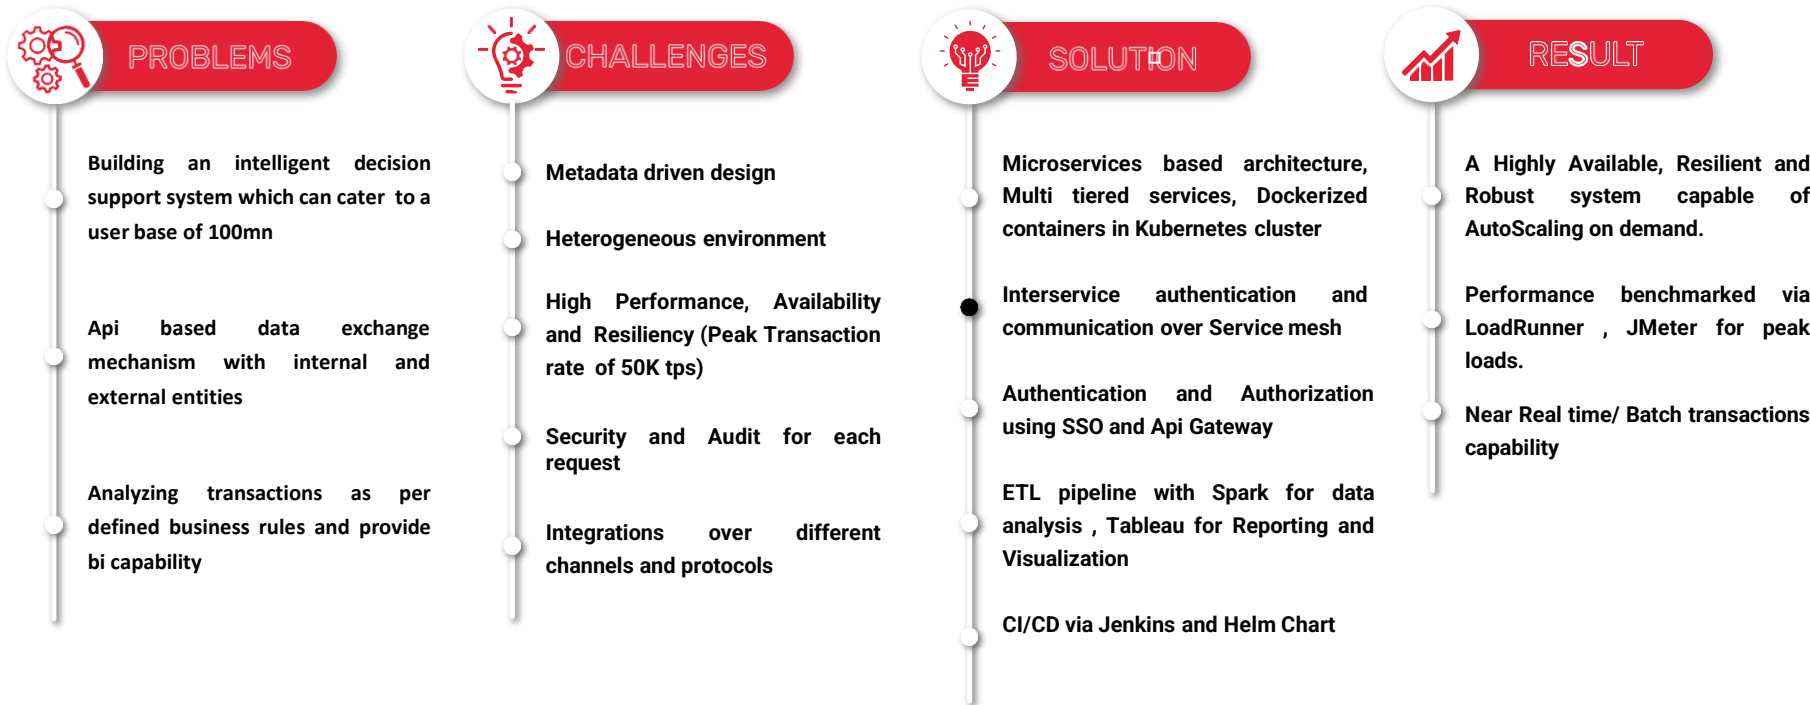 PROBLEMS
Building an intelligent decision
support system which can cater to a
user base of 100mn
Api based data exchange
mechanism with internal and
external entities
Analyzing transactions as per
defined business rules and provide
bi capability
CHALLENGES
Metadata driven design
Heterogeneous environment
High Performance, Availability
and Resiliency (Peak Transaction
rate of 50K tps)
Security and Audit for each
request
Integrations over different
channels and protocols
SOLUTION
Microservices based architecture,
Multi tiered services, Dockerized
containers in Kubernetes cluster
Interservice authentication and
communication over Service mesh
Authentication and Authorization
using SSO and Api Gateway
ETL pipeline with Spark for data
analysis , Tableau for Reporting and
Visualization
CI/CD via Jenkins and Helm Chart
RESULT
A Highly Available, Resilient and
Robust system capable of
AutoScaling on demand.
Performance benchmarked via
LoadRunner , JMeter for peak
loads.
Near Real time/ Batch transactions
capability